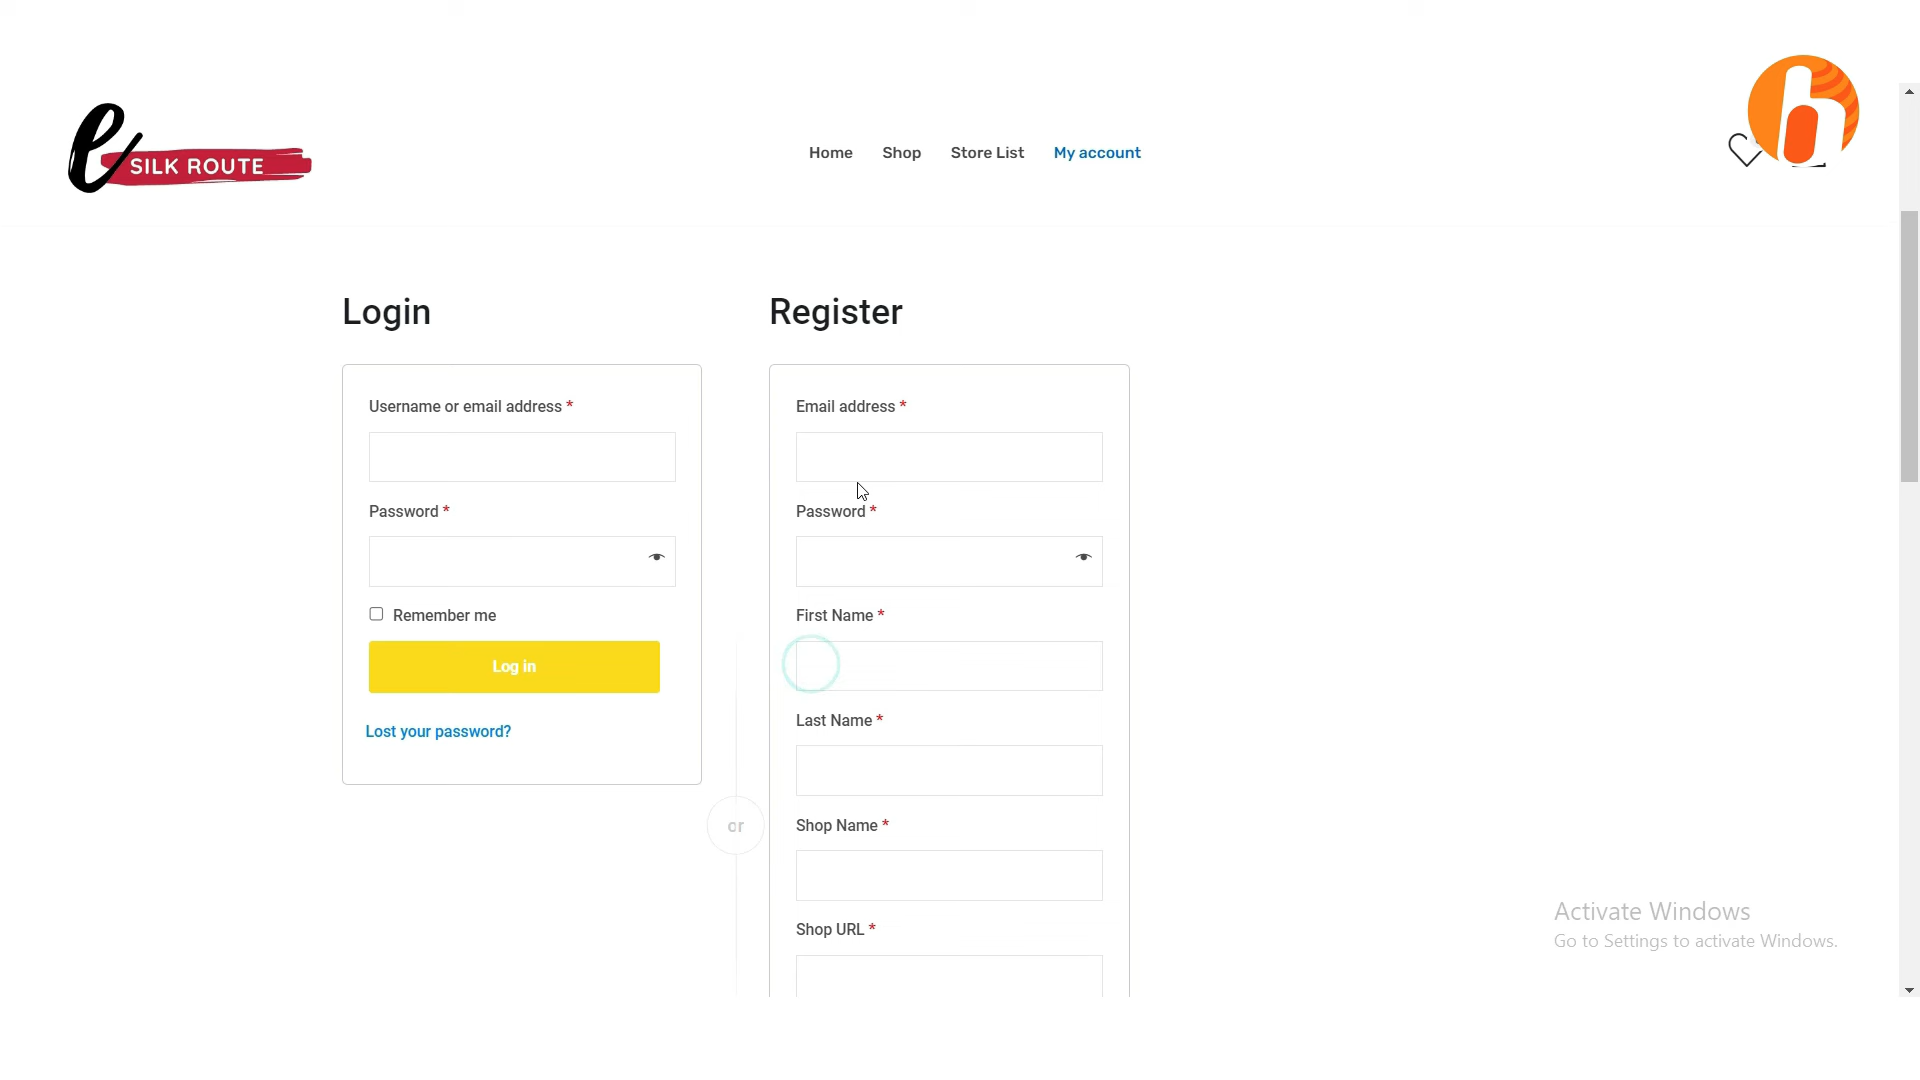 e SILK ROUTE
Home
Shop
Store List
My account
h
Login
Username or email address *
Password *
Remember me
Log in
Lost your password?
or
Register
Email address *
Password *
First Name *
Last Name *
Shop Name *
Shop URL *
Activate Windows
Go to Settings to activate Windows.